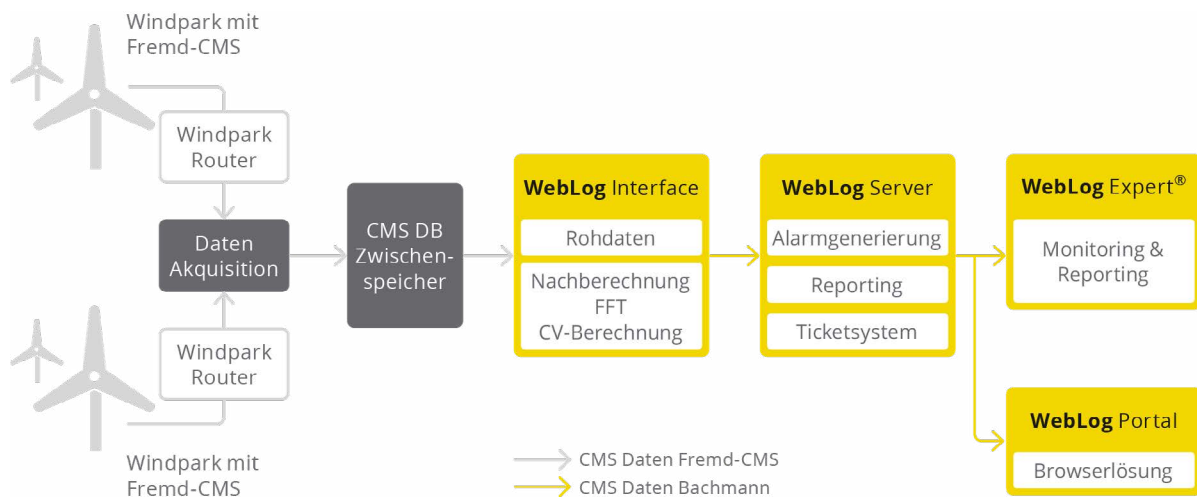 Windpark mit
Fremd-CMS
Windpark
Router
Daten
Akquisition
Windpark
Router
Windpark mit
Fremd-CMS
CMS DB
Zwischen-
speicher
WebLog Interface
Rohdaten
Nachberechnung
FFT
CV-Berechnung
WebLog Server
Alarmgenerierung
Reporting
Ticketsystem
WebLog Expert®
Monitoring &
Reporting
WebLog Portal
Browserlösung
CMS Daten Fremd-CMS
CMS Daten Bachmann